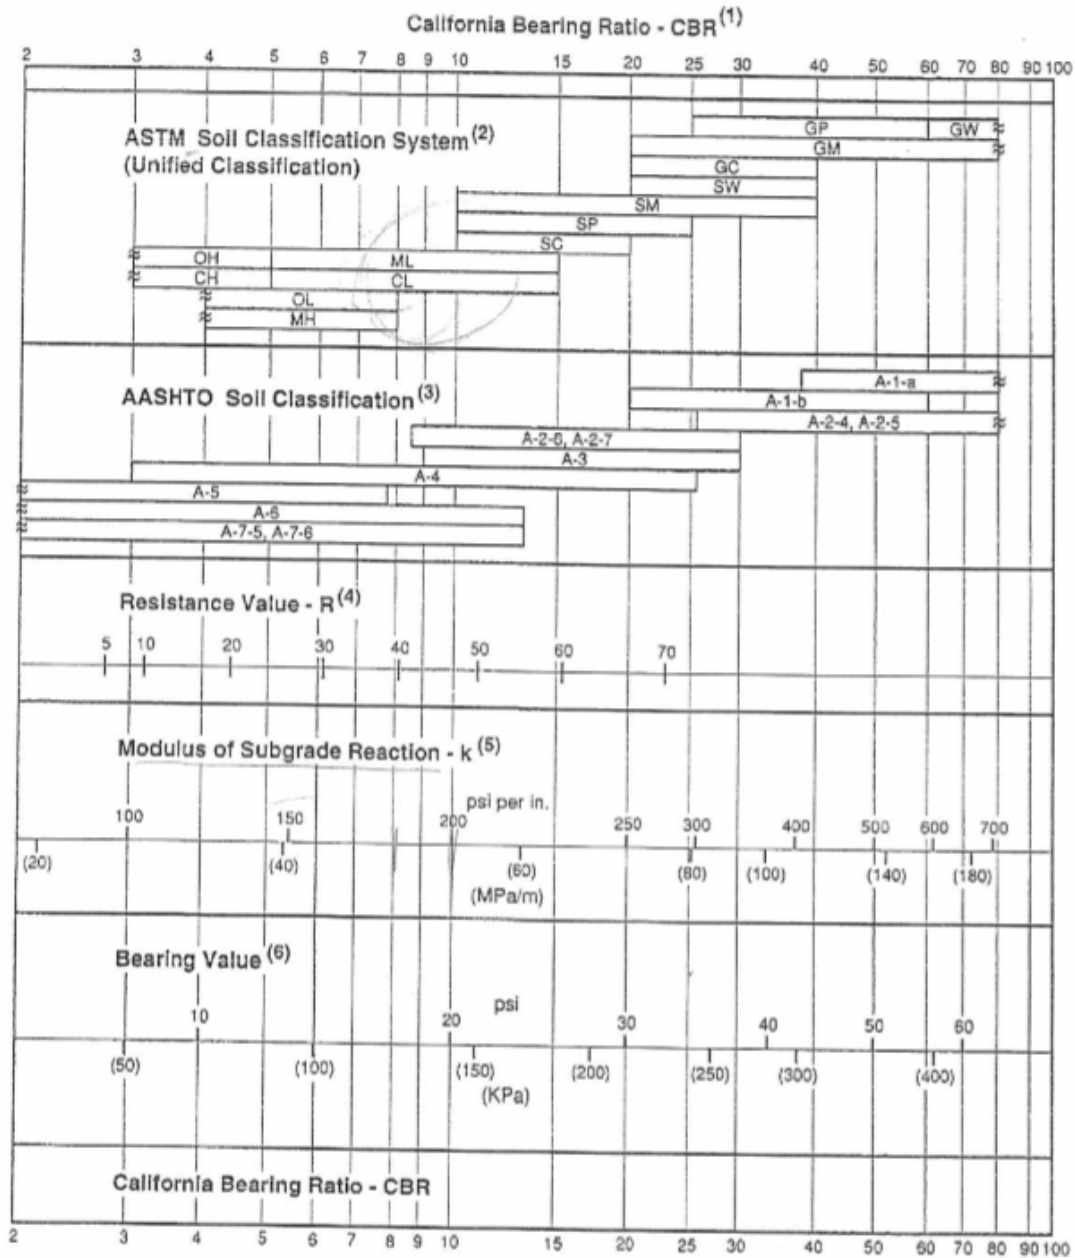 California Bearing Ratio - CBR(1)
2 3 4 5 6 7 8 9 10 15 20 25 30 40 50 60 70 80 90 100
ASTM Soil Classification System(2)
(Unified Classification)
GP GW
GM
GC
SW
SM
SP
SC
OH ML
CH CL
OL
MH
AASHTO Soil Classification(3)
A-1-a
A-1-b
A-2-4, A-2-5
A-2-6, A-2-7
A-3
A-4
A-5
A-6
A-7-5, A-7-6
Resistance Value - R(4)
5 10 20 30 40 50 60 70
Modulus of Subgrade Reaction - k(5)
psi per in.
100 150 200 250 300 400 500 600 700
(20) (40) (60) (80) (100) (140) (180)
(MPa/m)
Bearing Value(6)
psi
10 20 30 40 50 60
(50) (100) (150) (200) (250) (300) (400)
(KPa)
California Bearing Ratio - CBR
2 3 4 5 6 7 8 9 10 15 20 25 30 40 50 60 70 80 90 100